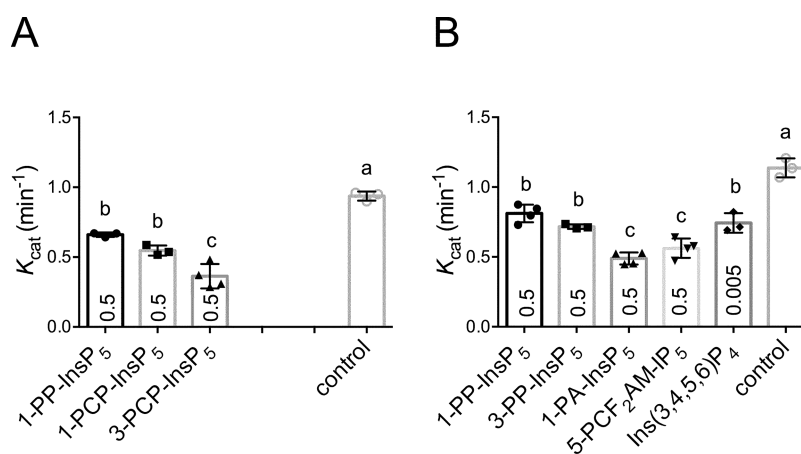 A
K_cat (min⁻¹)
1.5
1.0
0.5
0.0
b
b
c
a
0.5
0.5
0.5
1-PP-InsP₅
1-PCP-InsP₅
3-PCP-InsP₅
control
B
K_cat (min⁻¹)
1.5
1.0
0.5
0.0
b
b
c
c
b
a
0.5
0.5
0.5
0.5
0.005
1-PP-InsP₅
3-PP-InsP₅
1-PA-InsP₅
5-PCF₂AM-IP₅
Ins(3,4,5,6)P₄
control